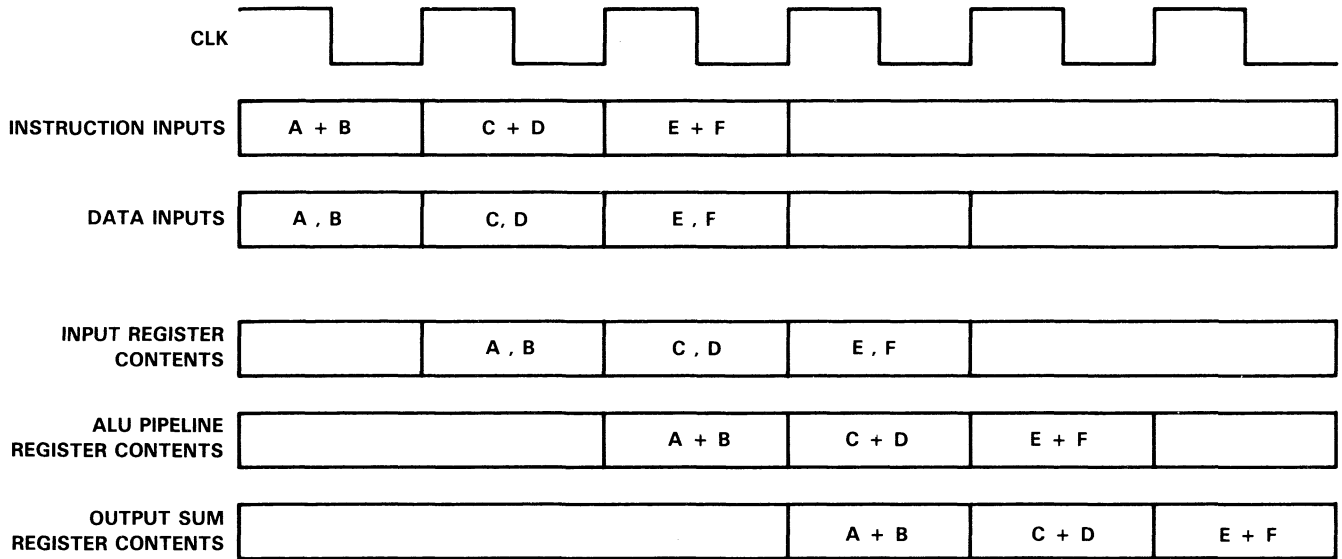 CLK
INSTRUCTION INPUTS
A + B
C + D
E + F
DATA INPUTS
A , B
C, D
E , F
INPUT REGISTER
CONTENTS
A , B
C , D
E , F
ALU PIPELINE
REGISTER CONTENTS
A + B
C + D
E + F
OUTPUT SUM
REGISTER CONTENTS
A + B
C + D
E + F